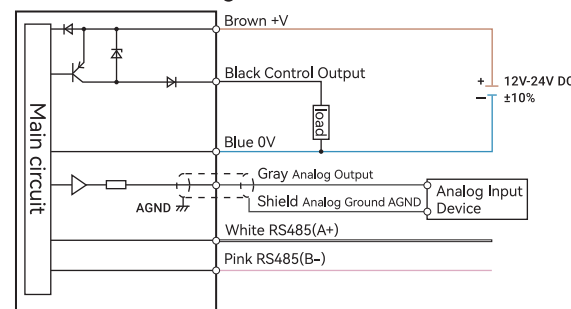 Brown +V
Black Control Output
+ 12V-24V DC
− ±10%
load
Main circuit
Blue 0V
Gray Analog Output
AGND
Shield Analog Ground AGND
Analog Input
Device
White RS485(A+)
Pink RS485(B-)